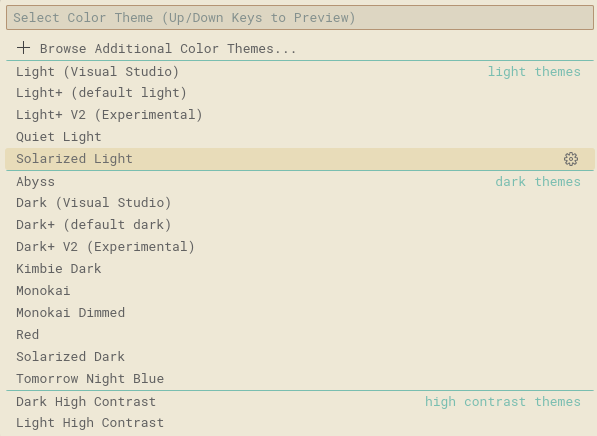 Select Color Theme (Up/Down Keys to Preview)
Browse Additional Color Themes...
Light (Visual Studio) light themes
Light+ (default light)
Light+ V2 (Experimental)
Quiet Light
Solarized Light
Abyss dark themes
Dark (Visual Studio)
Dark+ (default dark)
Dark+ V2 (Experimental)
Kimbie Dark
Monokai
Monokai Dimmed
Red
Solarized Dark
Tomorrow Night Blue
Dark High Contrast high contrast themes
Light High Contrast